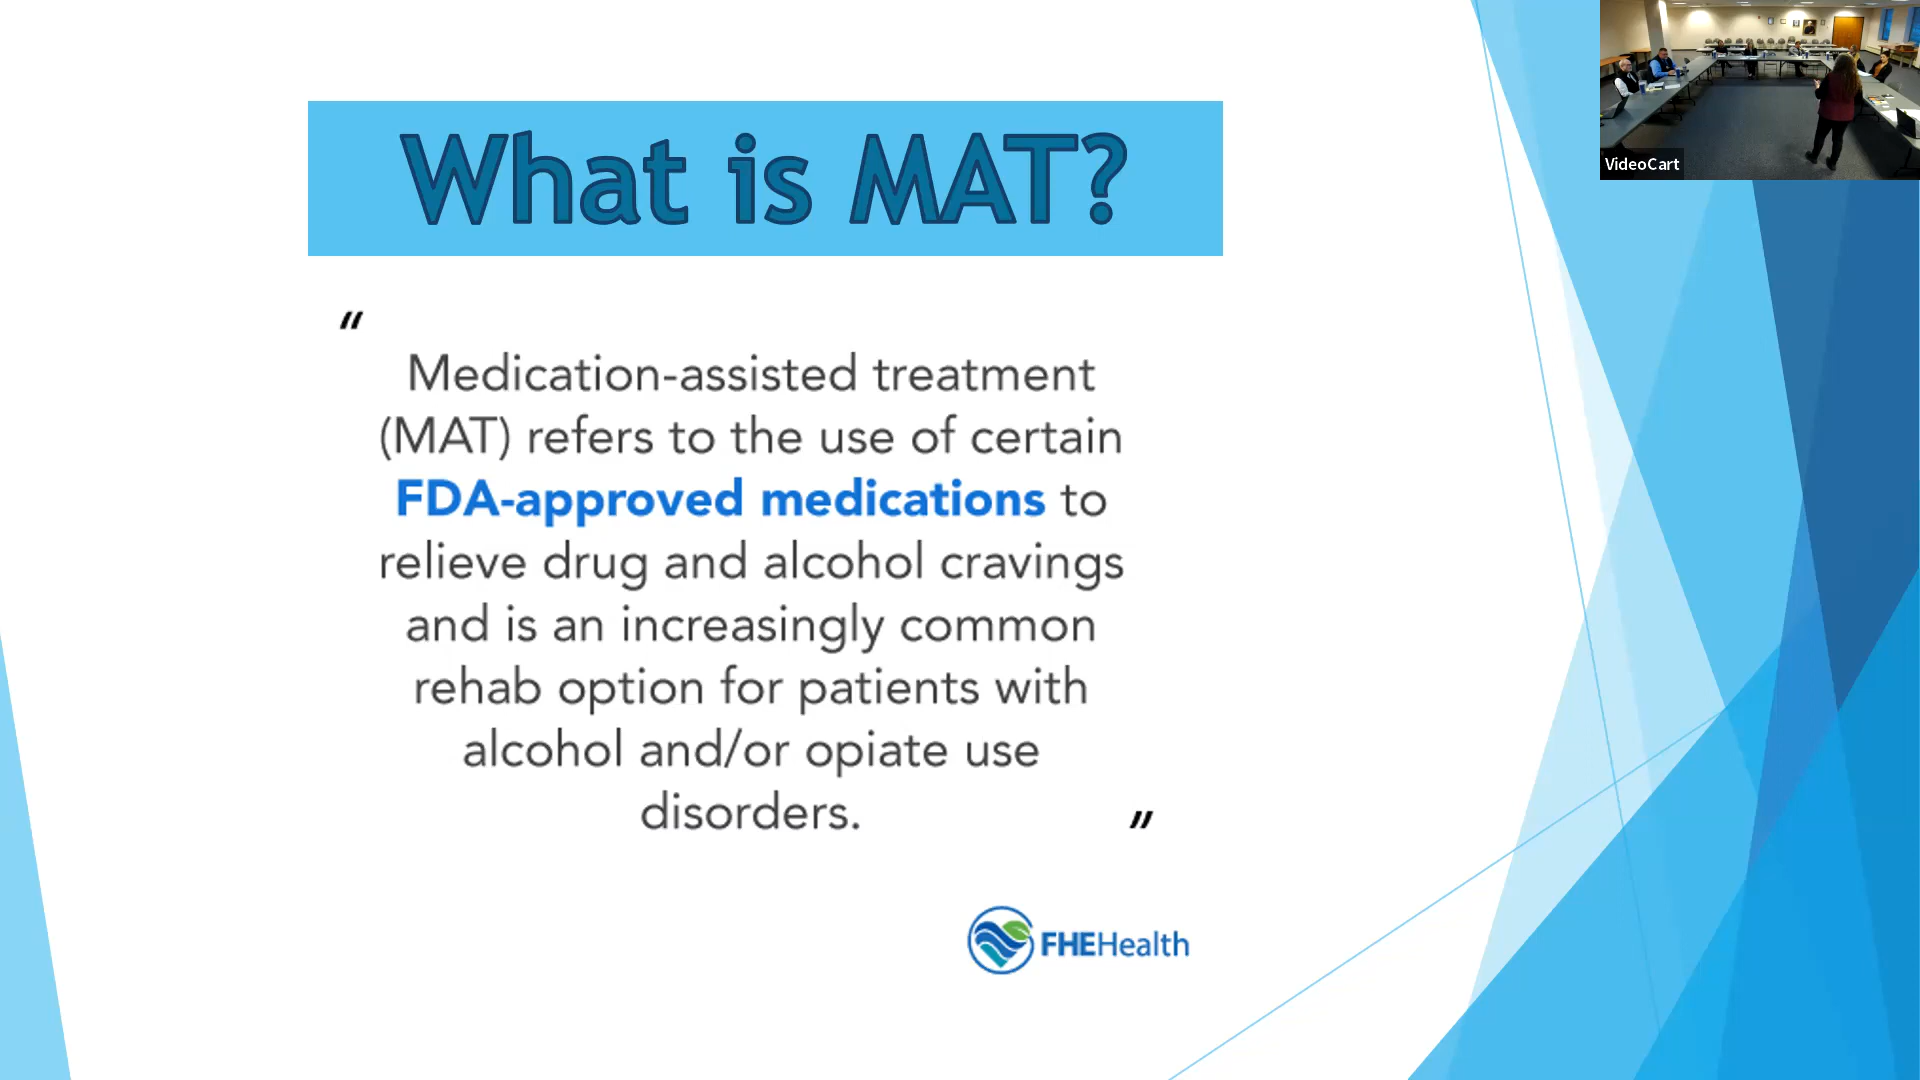 What is MAT?
“
Medication-assisted treatment
(MAT) refers to the use of certain
FDA-approved medications to
relieve drug and alcohol cravings
and is an increasingly common
rehab option for patients with
alcohol and/or opiate use
disorders.
”
FHEHealth
VideoCart